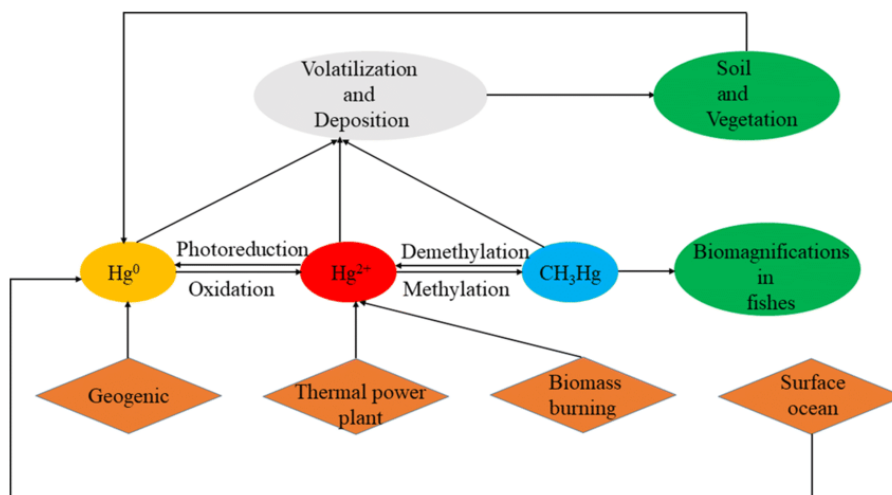 Volatilization
and
Deposition
Soil
and
Vegetation
Photoreduction
Demethylation
Hg⁰
Hg²⁺
CH₃Hg
Oxidation
Methylation
Biomagnifications
in
fishes
Geogenic
Thermal power
plant
Biomass
burning
Surface
ocean